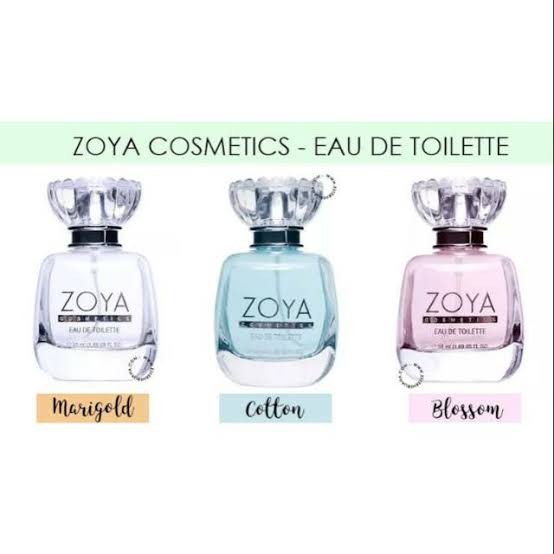 ZOYA COSMETICS - EAU DE TOILETTE
ZOYA
COSMETICS
EAU DE TOILETTE
ZOYA
COSMETICS
EAU DE TOILETTE
ZOYA
COSMETICS
EAU DE TOILETTE
Marigold
Cotton
Blossom